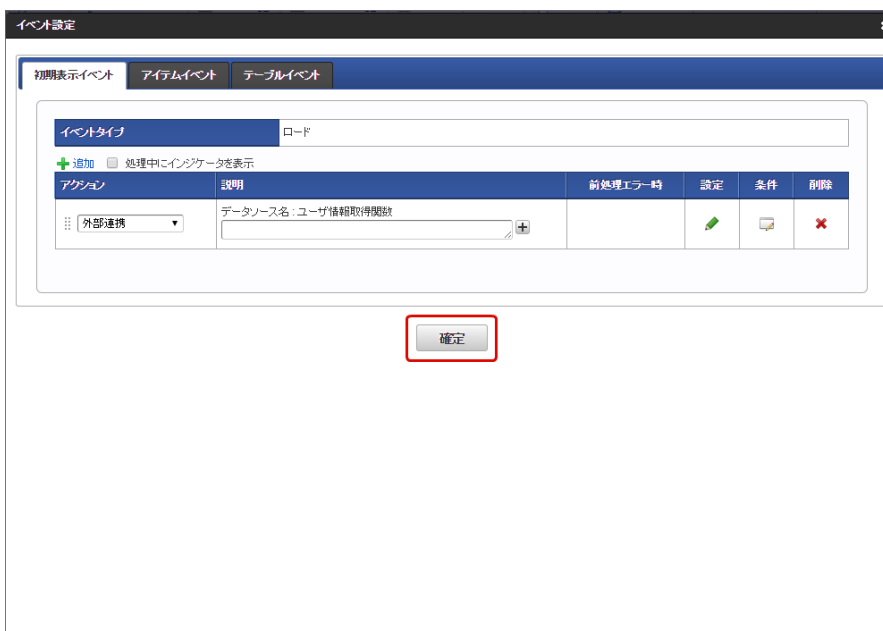 イベント設定
初期表示イベント アイテムイベント テーブルイベント
イベントタイプ ロード
追加 処理中にインジケータを表示
アクション 説明 前処理エラー時 設定 条件 削除
外部連携 データソース名 : ユーザ情報取得関数
確定